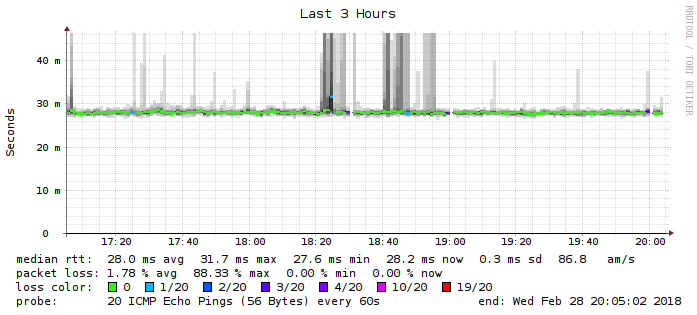 Last 3 Hours
RRDTOOL / TOBI OETIKER
Seconds
40 m
30 m
20 m
10 m
0
17:20 17:40 18:00 18:20 18:40 19:00 19:20 19:40 20:00
median rtt: 28.0 ms avg 31.7 ms max 27.6 ms min 28.2 ms now 0.3 ms sd 86.8 am/s
packet loss: 1.78 % avg 88.33 % max 0.00 % min 0.00 % now
loss color: 0 1/20 2/20 3/20 4/20 10/20 19/20
probe: 20 ICMP Echo Pings (56 Bytes) every 60s end: Wed Feb 28 20:05:02 2018